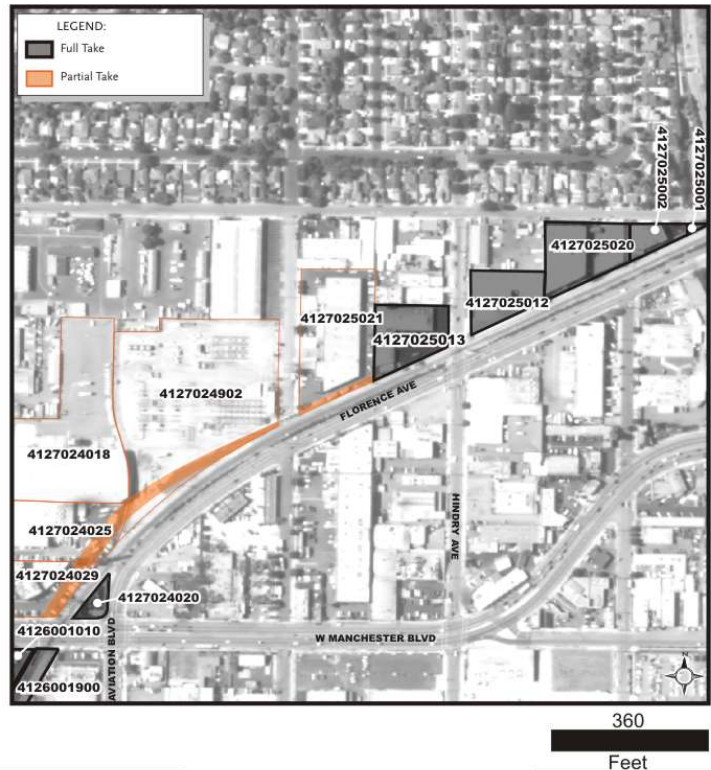 LEGEND:
Full Take
Partial Take
4127025002
4127025001
4127025020
4127025012
4127025021
4127025013
4127024902
FLORENCE AVE
4127024018
HINDRY AVE
4127024025
4127024029
4127024020
4126001010
W MANCHESTER BLVD
AVIATION BLVD
4126001900
N
360
Feet